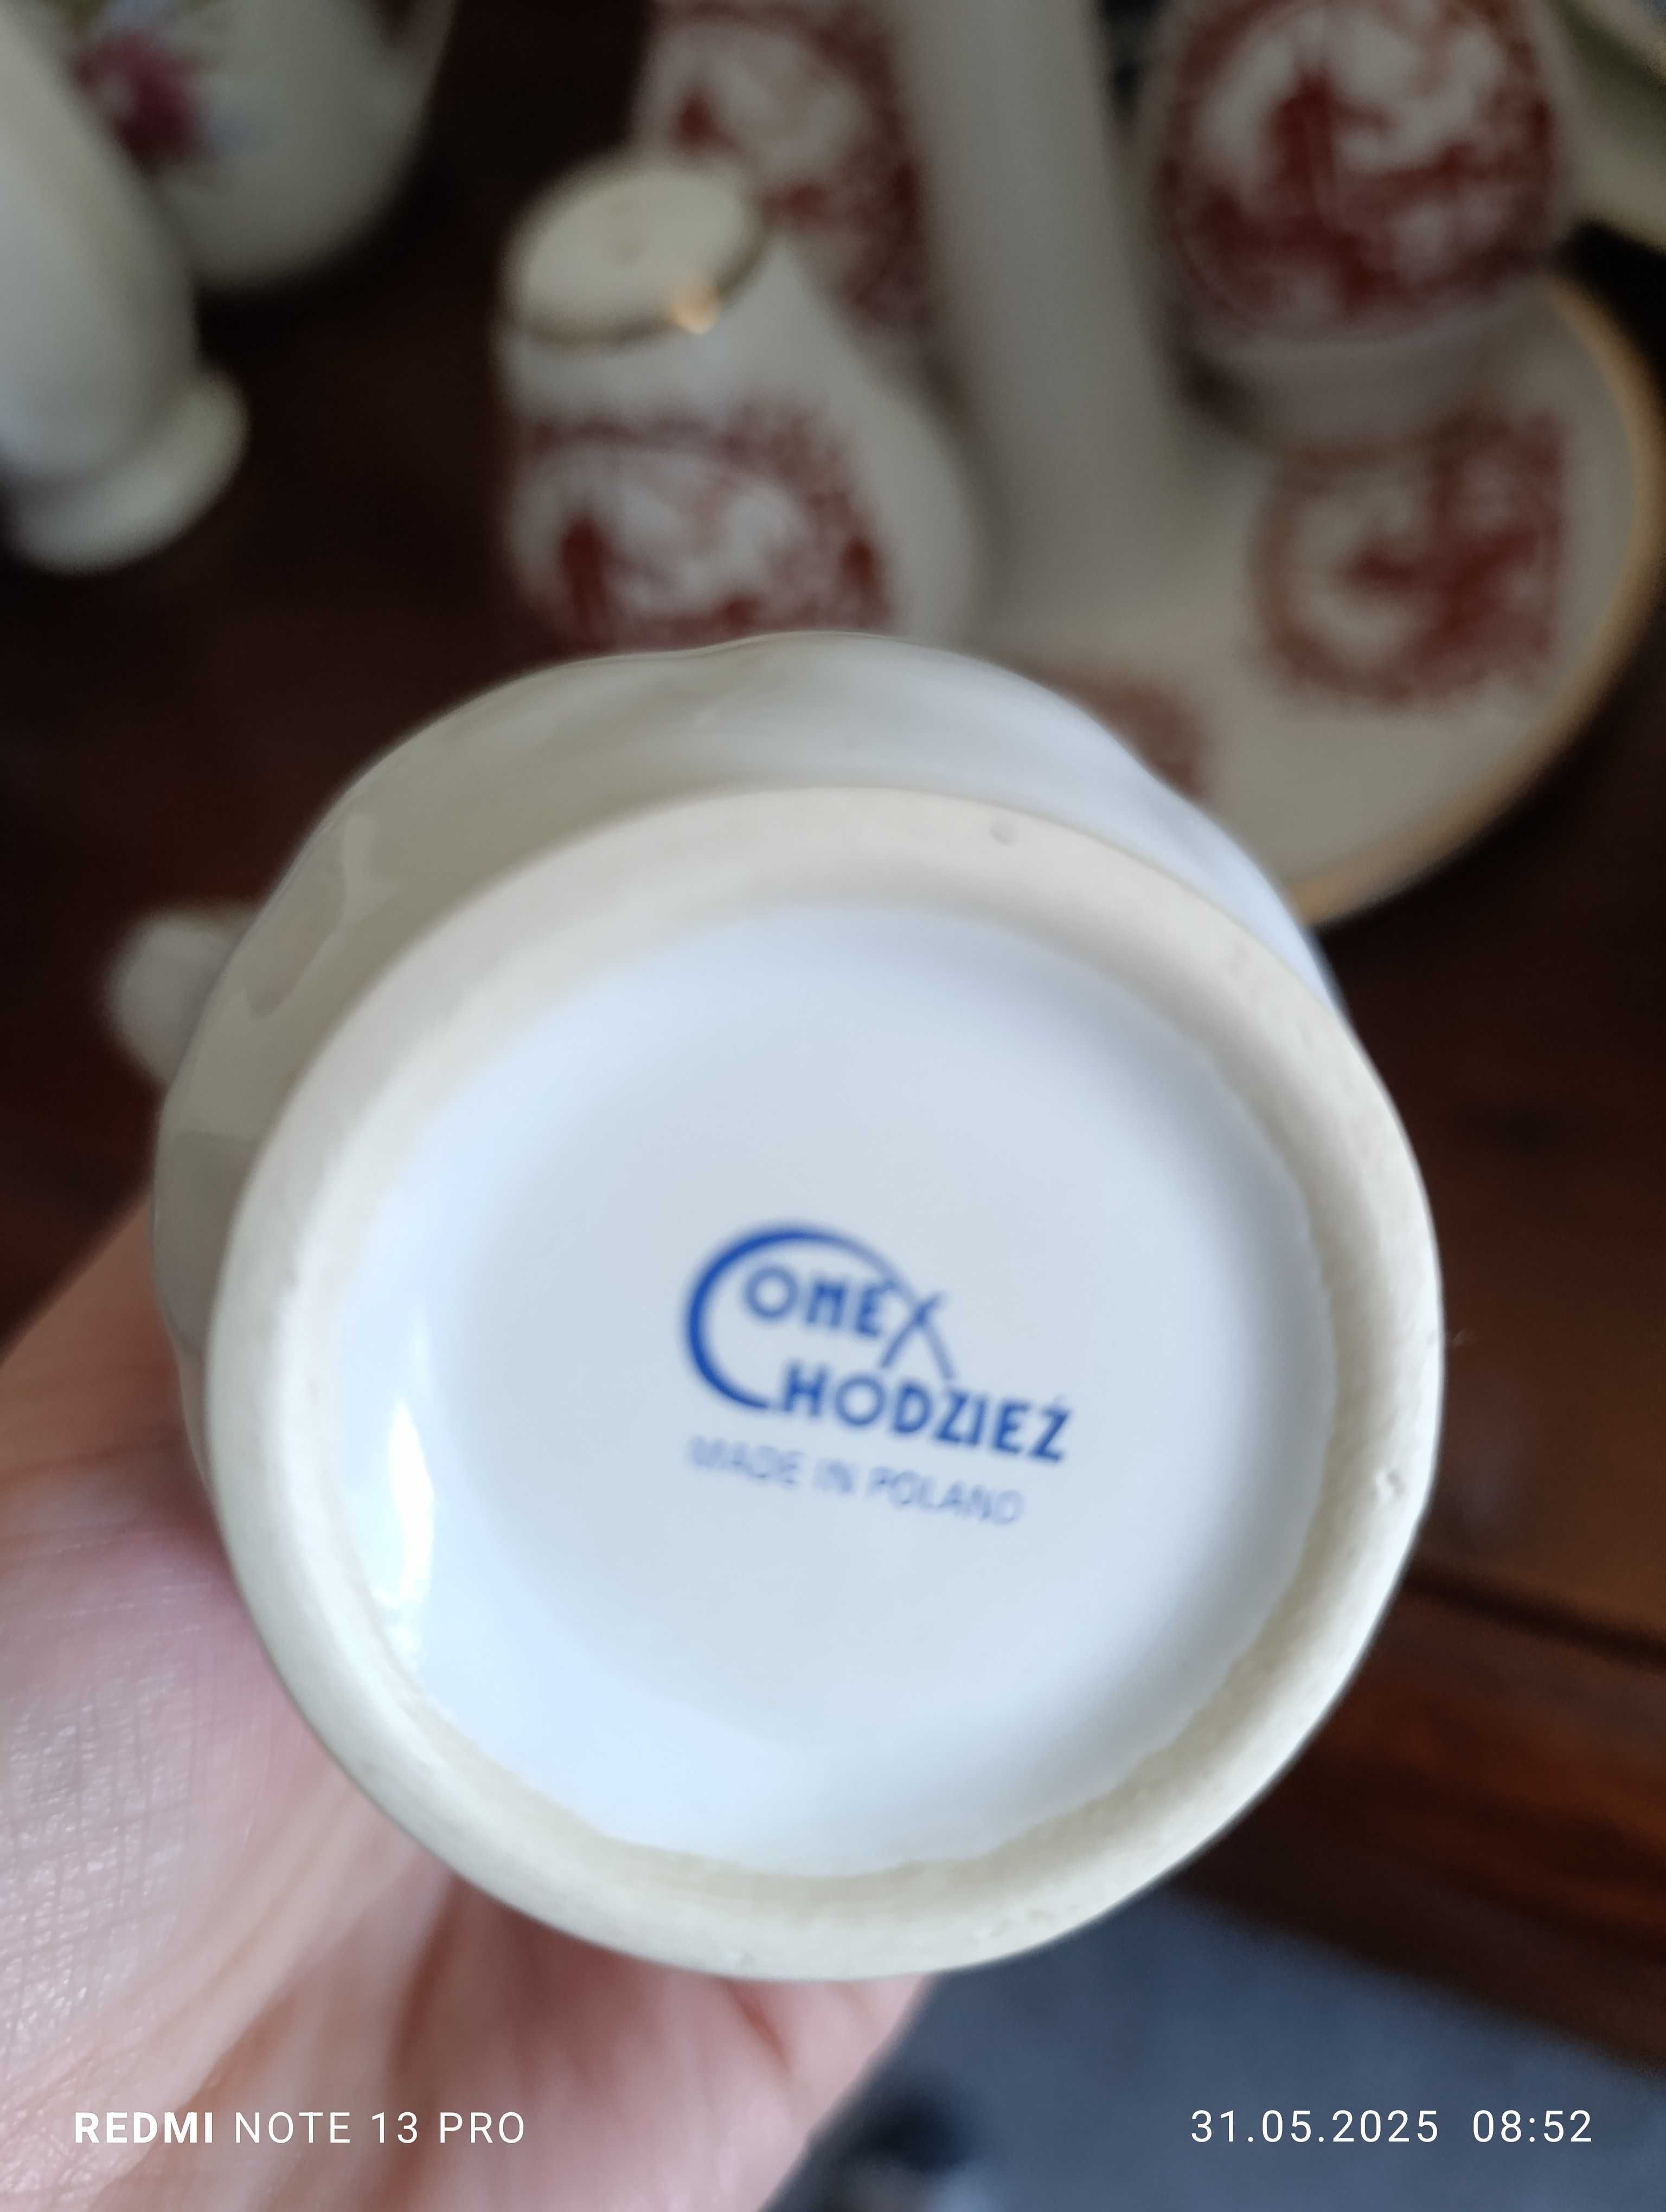 COMEX
CHODZIEŻ
MADE IN POLAND
REDMI NOTE 13 PRO
31.05.2025 08:52